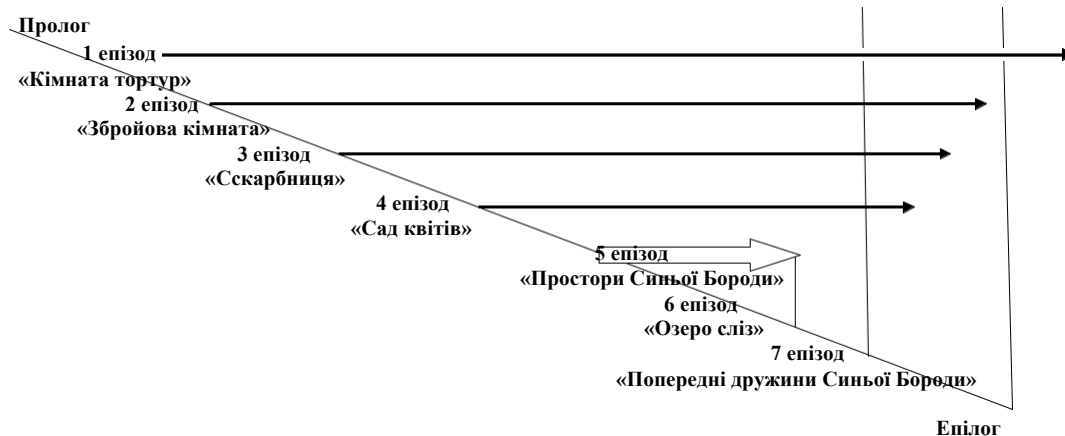 Пролог
1 епізод
«Кімната тортур»
2 епізод
«Збройова кімната»
3 епізод
«Сскарбниця»
4 епізод
«Сад квітів»
5 епізод
«Простори Синьої Бороди»
6 епізод
«Озеро сліз»
7 епізод
«Попередні дружини Синьої Бороди»
Епілог